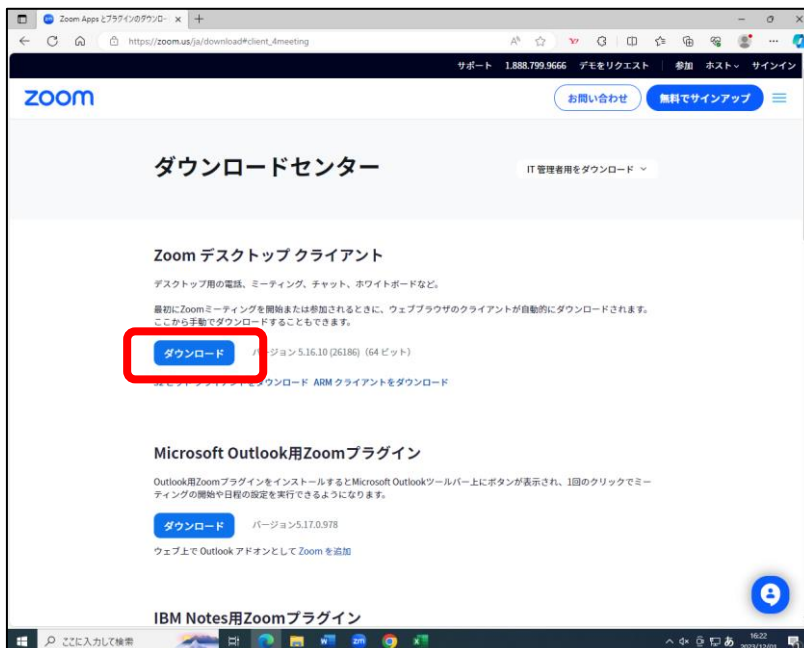 Zoom Apps とプラグインのダウンロー
https://zoom.us/ja/download#client_4meeting
サポート 1.888.799.9666 デモをリクエスト 参加 ホスト サインイン
zoom
お問い合わせ
無料でサインアップ
ダウンロードセンター
IT 管理者用をダウンロード
Zoom デスクトップ クライアント
デスクトップ用の電話、ミーティング、チャット、ホワイトボードなど。
最初にZoomミーティングを開始または参加されるときに、ウェブブラウザのクライアントが自動的にダウンロードされます。
ここから手動でダウンロードすることもできます。
ダウンロード
バージョン 5.16.10 (26186)（64 ビット）
ダウンロード ARM クライアントをダウンロード
Microsoft Outlook用Zoomプラグイン
Outlook用ZoomプラグインをインストールするとMicrosoft Outlookツールバー上にボタンが表示され、1回のクリックでミー
ティングの開始や日程の設定を実行できるようになります。
ダウンロード
バージョン5.17.0.978
ウェブ上で Outlook アドオンとして Zoom を追加
IBM Notes用Zoomプラグイン
ここに入力して検索
あ
16:22
2023/12/01